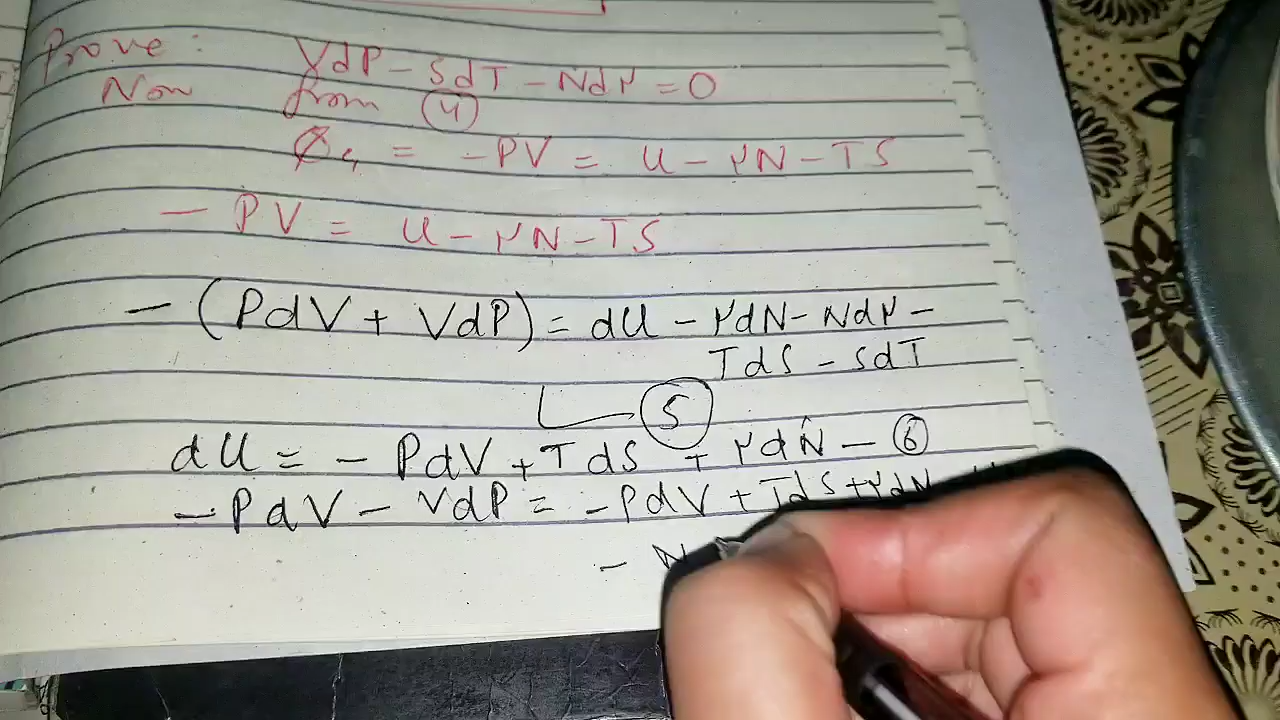 Prove: VdP - SdT - Ndμ = 0
Now from ④
= -PV = U - μN - TS
- PV = U - μN - TS
- (PdV + VdP) = dU - μdN - Ndμ -
TdS - SdT
⑤
dU = - PdV + TdS + μdN - ⑥
- PdV - VdP = - PdV + TdS + μdN
- N